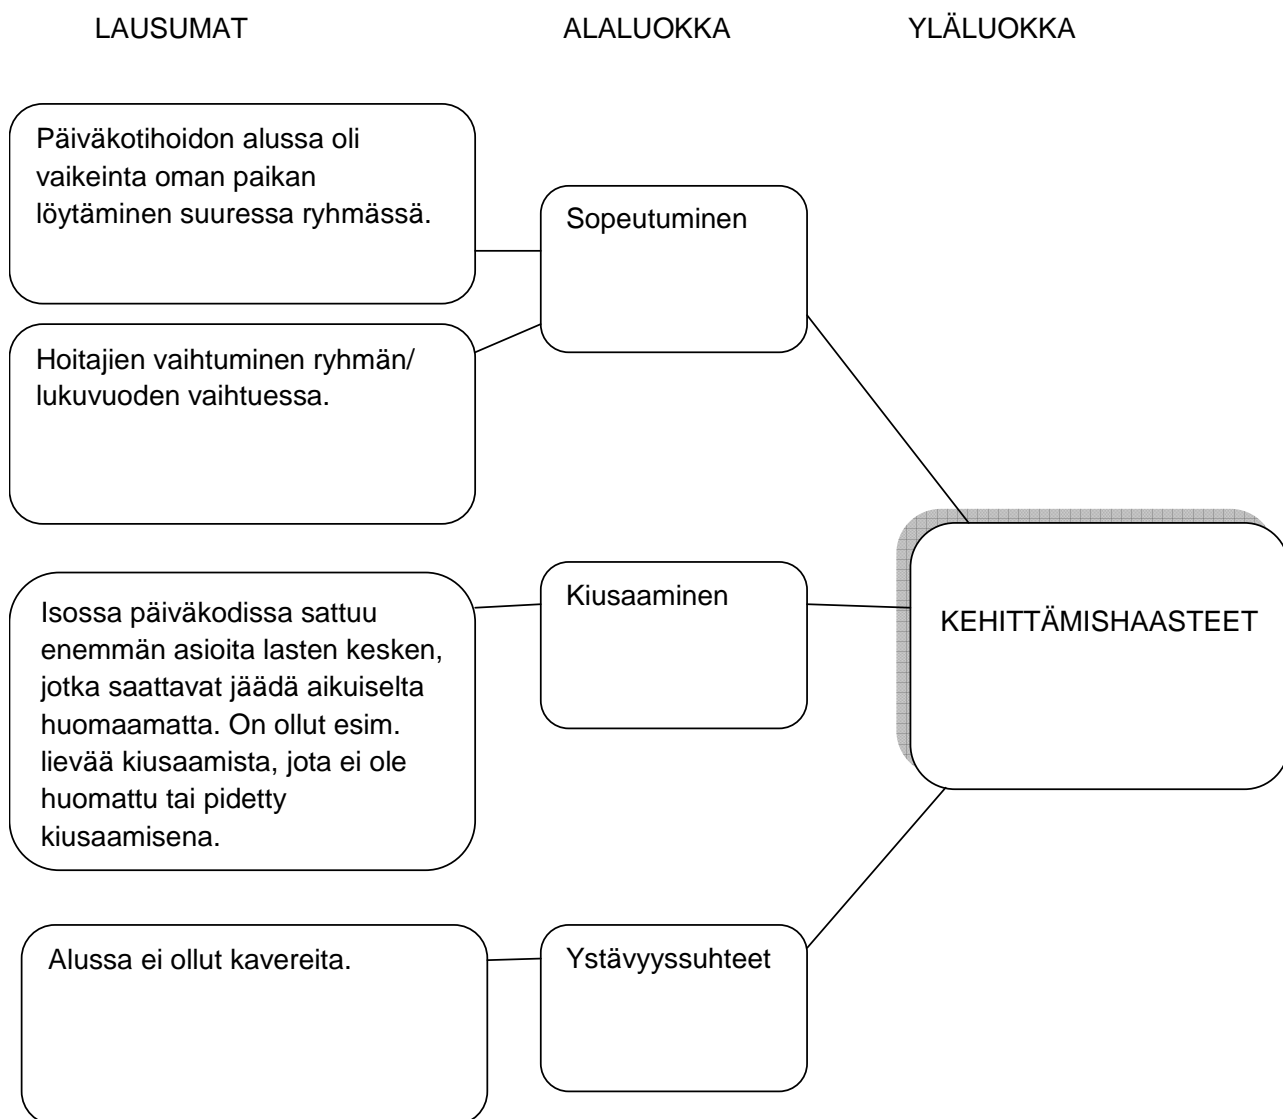 LAUSUMAT ALALUOKKA YLÄLUOKKA
Päiväkotihoidon alussa oli
vaikeinta oman paikan
löytäminen suuressa ryhmässä.
Sopeutuminen
Hoitajien vaihtuminen ryhmän/
lukuvuoden vaihtuessa.
Isossa päiväkodissa sattuu
enemmän asioita lasten kesken,
jotka saattavat jäädä aikuiselta
huomaamatta. On ollut esim.
lievää kiusaamista, jota ei ole
huomattu tai pidetty
kiusaamisena.
Kiusaaminen
KEHITTÄMISHAASTEET
Alussa ei ollut kavereita.
Ystävyyssuhteet